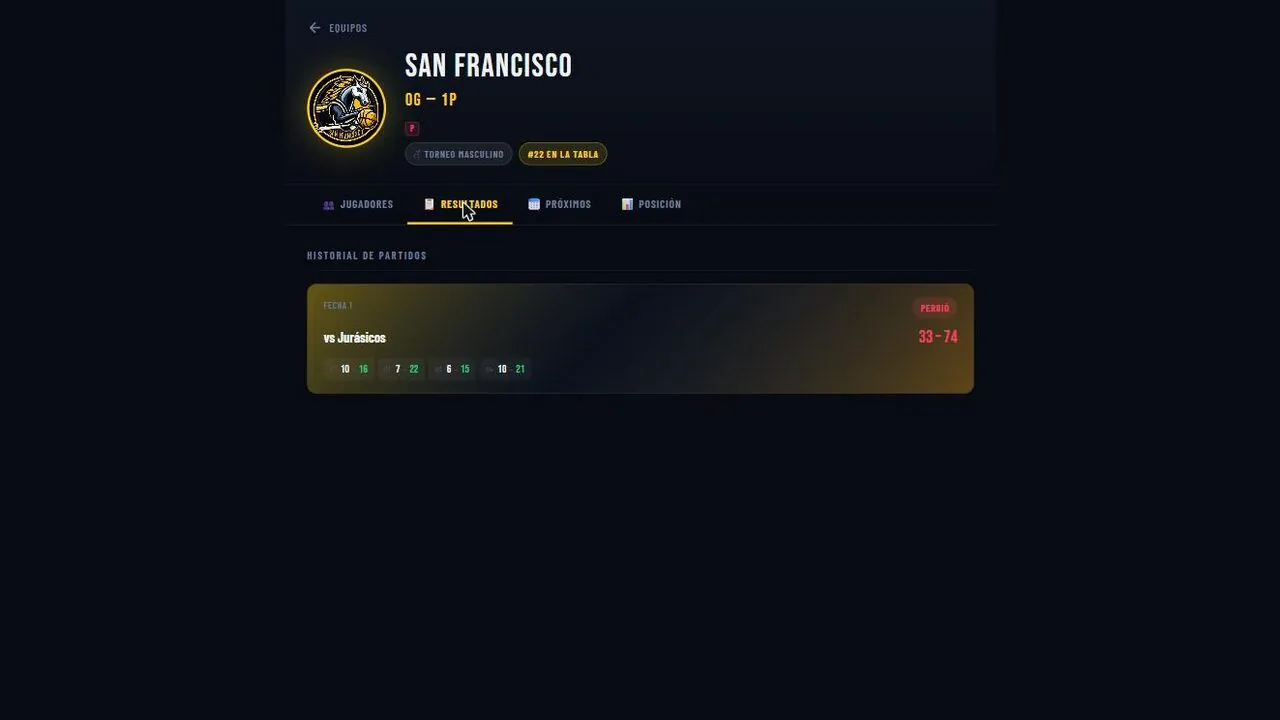 EQUIPOS
SAN FRANCISCO
0G — 1P
P
TORNEO MASCULINO
#22 EN LA TABLA
JUGADORES
RESULTADOS
PRÓXIMOS
POSICIÓN
HISTORIAL DE PARTIDOS
FECHA 1
PERDIÓ
vs Jurásicos
33 – 74
10 - 16
7 - 22
6 - 15
10 - 21